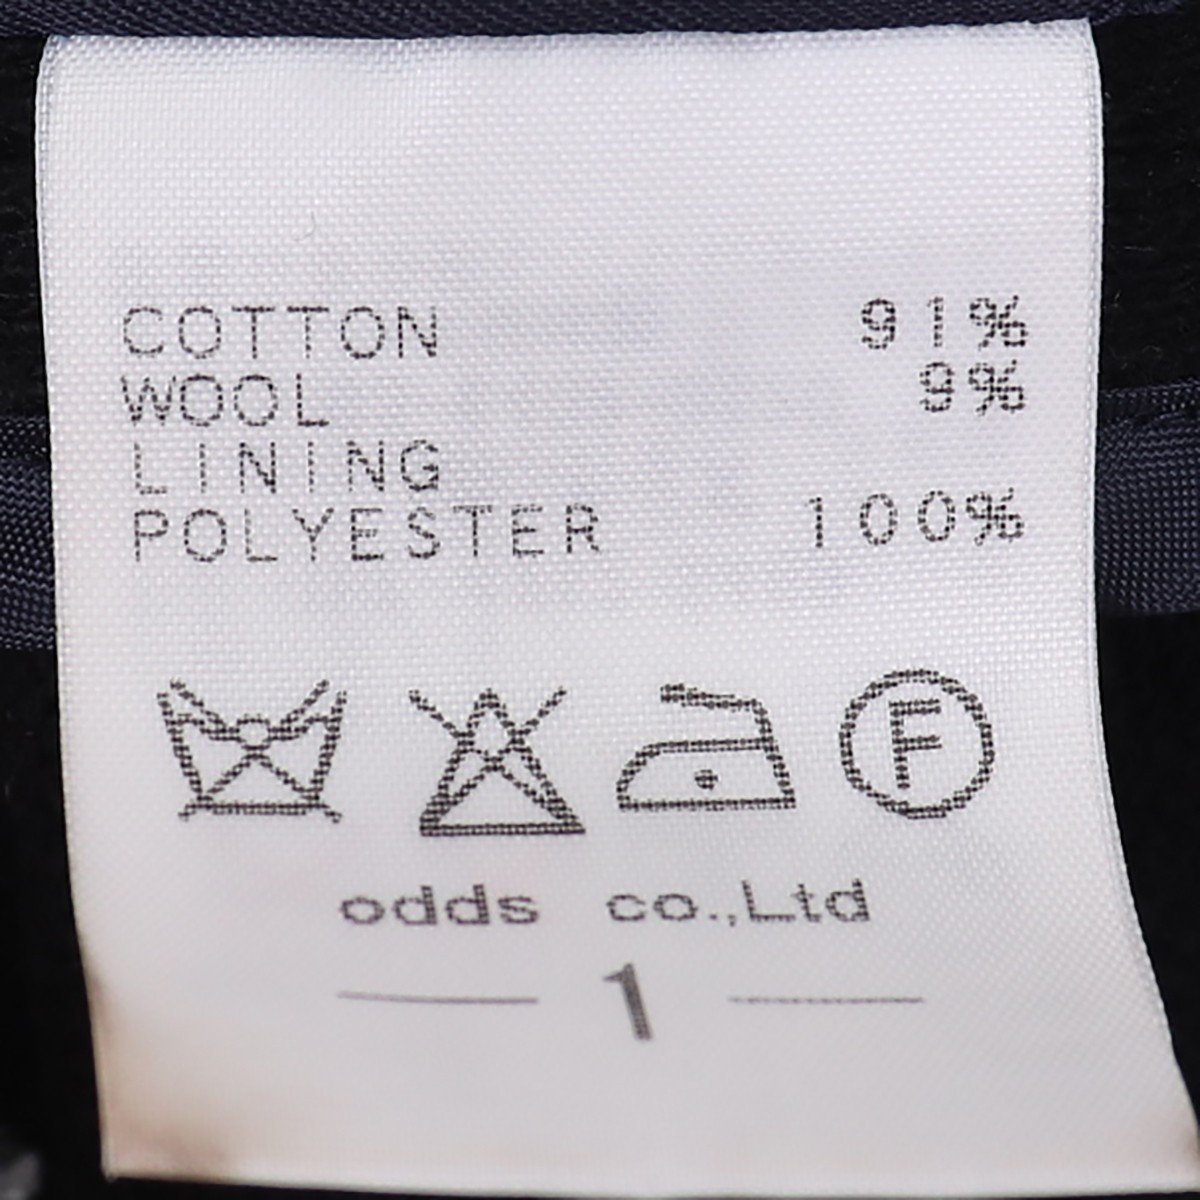 COTTON 91%
WOOL 9%
LINING
POLYESTER 100%
F
odds co.,Ltd
1